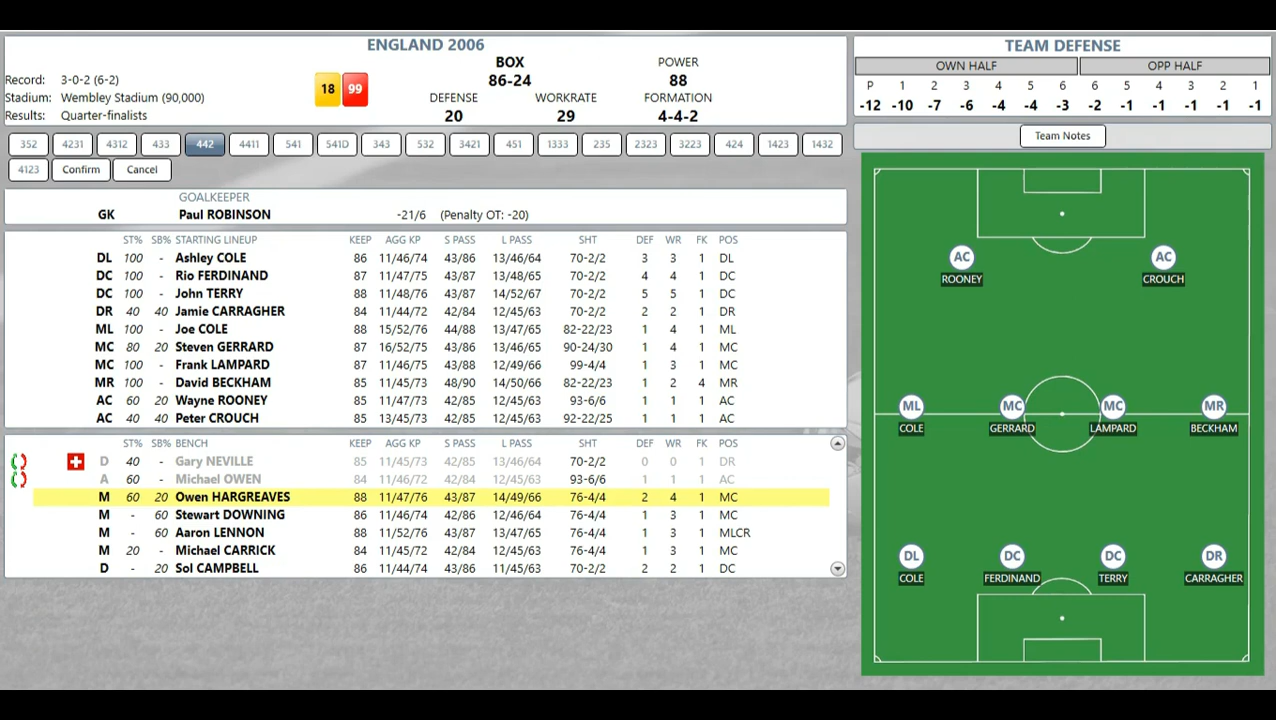 ENGLAND 2006
Record: 3-0-2 (6-2)
Stadium: Wembley Stadium (90,000)
Results: Quarter-finalists
18 99
BOX
86-24
POWER
88
DEFENSE
20
WORKRATE
29
FORMATION
4-4-2
352 4231 4312 433 442 4411 541 541D 343 532 3421 451 1333 235 2323 3223 424 1423 1432
4123 Confirm Cancel
GOALKEEPER
GK Paul ROBINSON -21/6 (Penalty OT: -20)
ST% SB% STARTING LINEUP KEEP AGG KP S PASS L PASS SHT DEF WR FK POS
DL 100 - Ashley COLE 86 11/46/74 43/86 13/46/64 70-2/2 3 3 1 DL
DC 100 - Rio FERDINAND 87 11/47/75 43/87 13/48/65 70-2/2 4 4 1 DC
DC 100 - John TERRY 88 11/48/76 43/87 14/52/67 70-2/2 5 5 1 DC
DR 40 40 Jamie CARRAGHER 84 11/44/72 42/84 12/45/63 70-2/2 2 2 1 DR
ML 100 - Joe COLE 88 15/52/76 44/88 13/47/65 82-22/23 1 4 1 ML
MC 80 20 Steven GERRARD 87 16/52/75 43/86 13/46/65 90-24/30 1 4 1 MC
MC 100 - Frank LAMPARD 87 11/46/75 43/88 12/49/66 99-4/4 1 3 1 MC
MR 100 - David BECKHAM 85 11/45/73 48/90 14/50/66 82-22/23 1 2 4 MR
AC 60 20 Wayne ROONEY 85 11/47/73 42/85 12/45/63 93-6/6 1 1 1 AC
AC 40 40 Peter CROUCH 85 13/45/73 42/85 12/45/63 92-22/25 1 1 1 AC
ST% SB% BENCH KEEP AGG KP S PASS L PASS SHT DEF WR FK POS
D 40 - Gary NEVILLE 85 11/45/73 42/85 13/46/64 70-2/2 0 0 1 DR
A 60 - Michael OWEN 84 11/46/72 42/84 12/45/63 93-6/6 1 1 1 AC
M 60 20 Owen HARGREAVES 88 11/47/76 43/87 14/49/66 76-4/4 2 4 1 MC
M - 60 Stewart DOWNING 86 11/46/74 42/86 12/46/64 76-4/4 1 3 1 MC
M - 60 Aaron LENNON 88 11/52/76 43/87 13/47/65 76-4/4 1 3 1 MLCR
M 20 - Michael CARRICK 84 11/45/72 42/84 12/45/63 76-4/4 1 3 1 MC
D - 20 Sol CAMPBELL 86 11/44/74 43/86 11/45/63 70-2/2 2 2 1 DC
TEAM DEFENSE
OWN HALF OPP HALF
P 1 2 3 4 5 6 6 5 4 3 2 1
-12 -10 -7 -6 -4 -4 -3 -2 -1 -1 -1 -1 -1
Team Notes
AC AC
ROONEY CROUCH
ML MC MC MR
COLE GERRARD LAMPARD BECKHAM
DL DC DC DR
COLE FERDINAND TERRY CARRAGHER